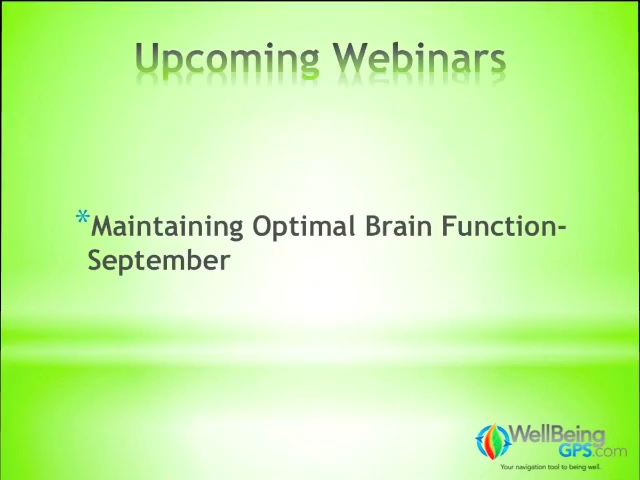 Upcoming Webinars
*Maintaining Optimal Brain Function-
September
WellBeing
GPS.com
Your navigation tool to being well.